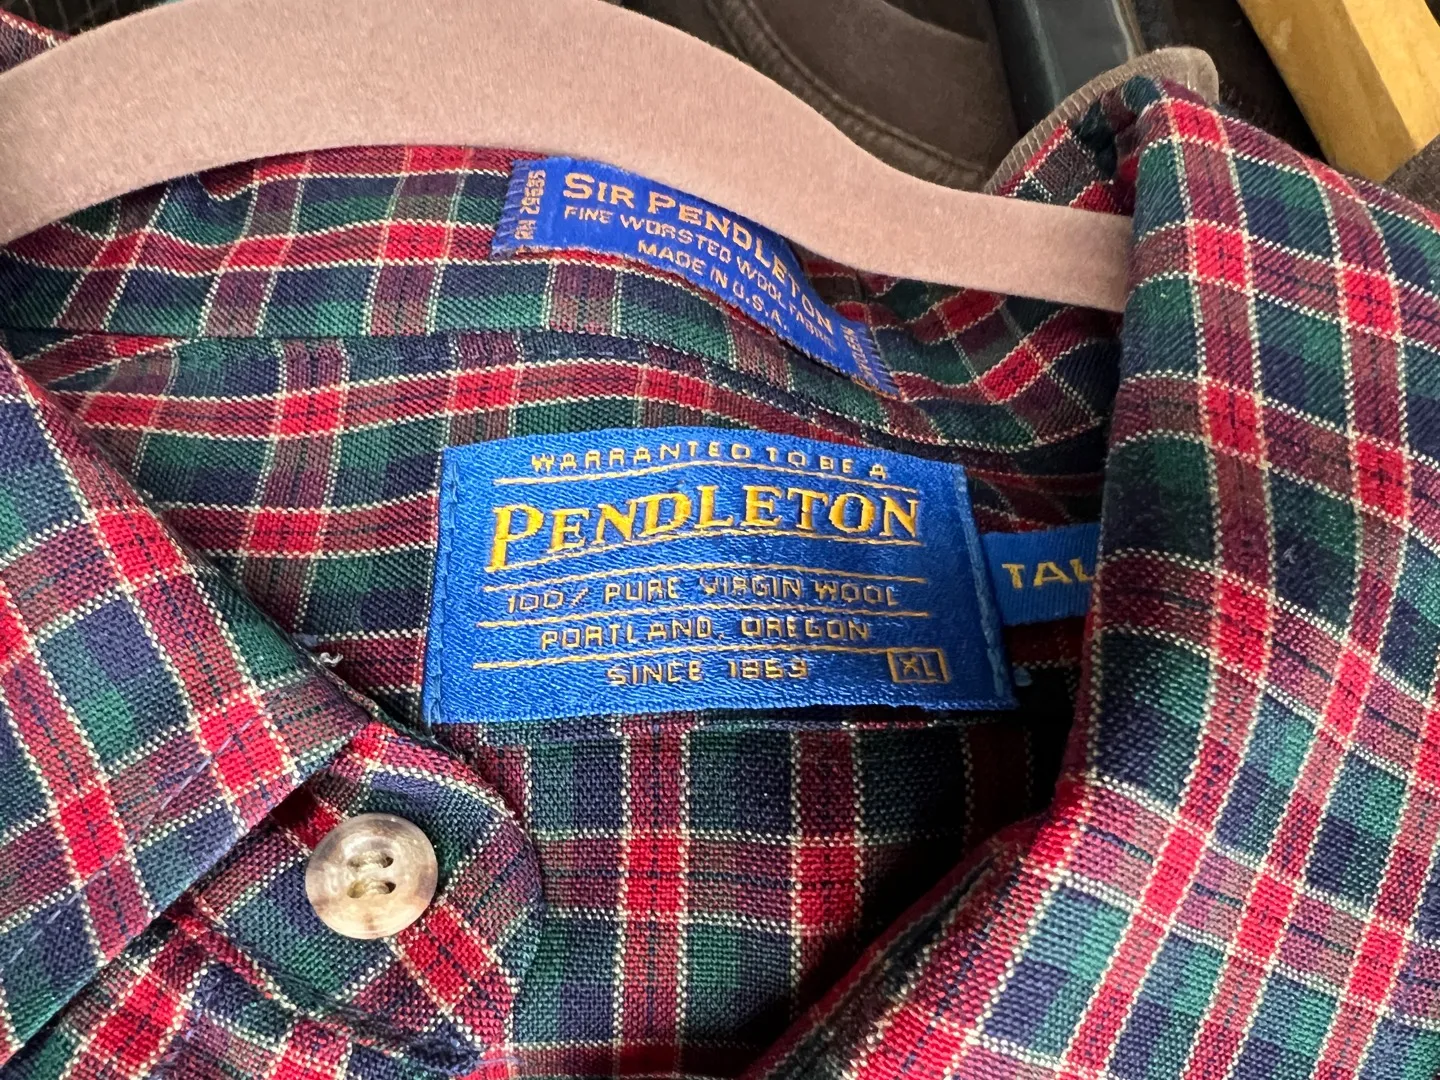 SIR PENDLETON
FINE WORSTED WOOL FABRIC
MADE IN U.S.A.
WARRANTED TO BE A
PENDLETON
100% PURE VIRGIN WOOL
PORTLAND, OREGON
SINCE 1863
XL
TAL